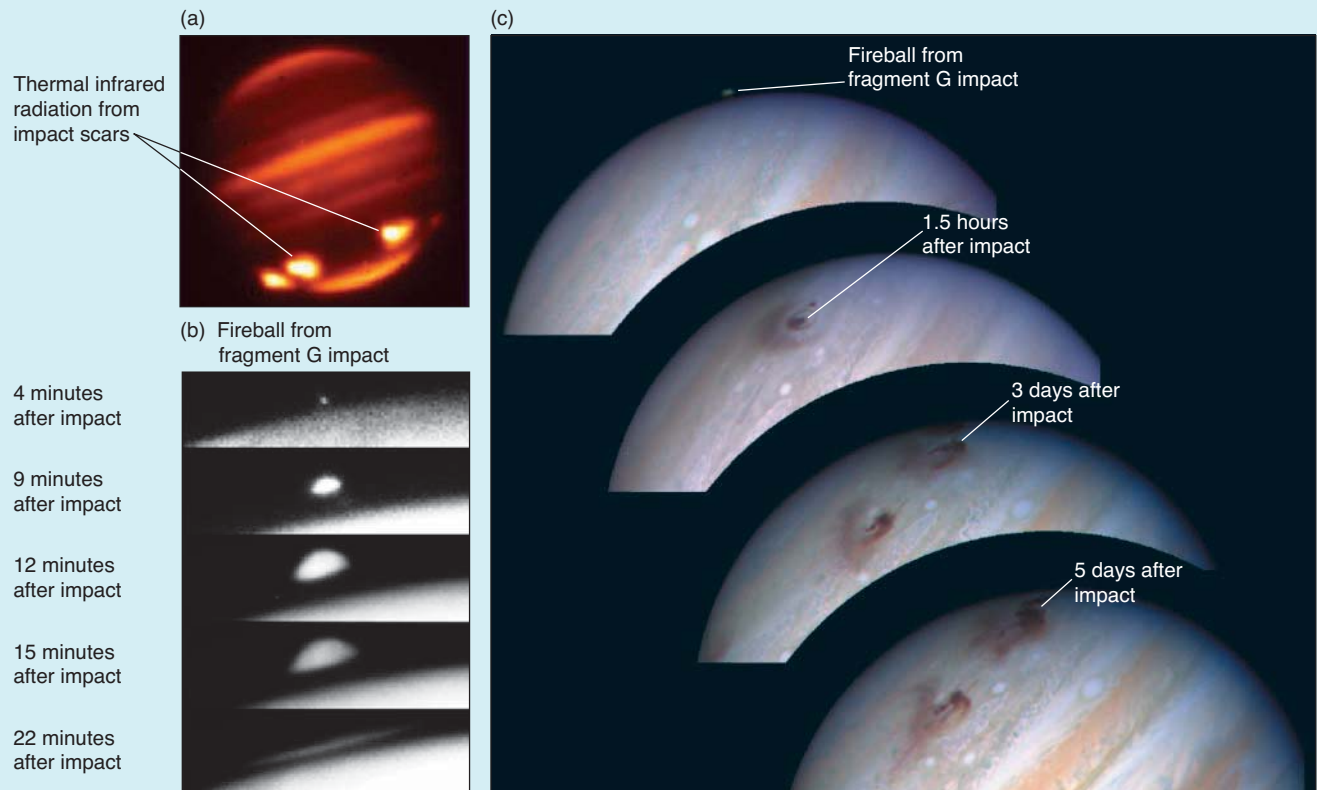 (a)
Thermal infrared
radiation from
impact scars
(b) Fireball from
fragment G impact
4 minutes
after impact
9 minutes
after impact
12 minutes
after impact
15 minutes
after impact
22 minutes
after impact
(c)
Fireball from
fragment G impact
1.5 hours
after impact
3 days after
impact
5 days after
impact